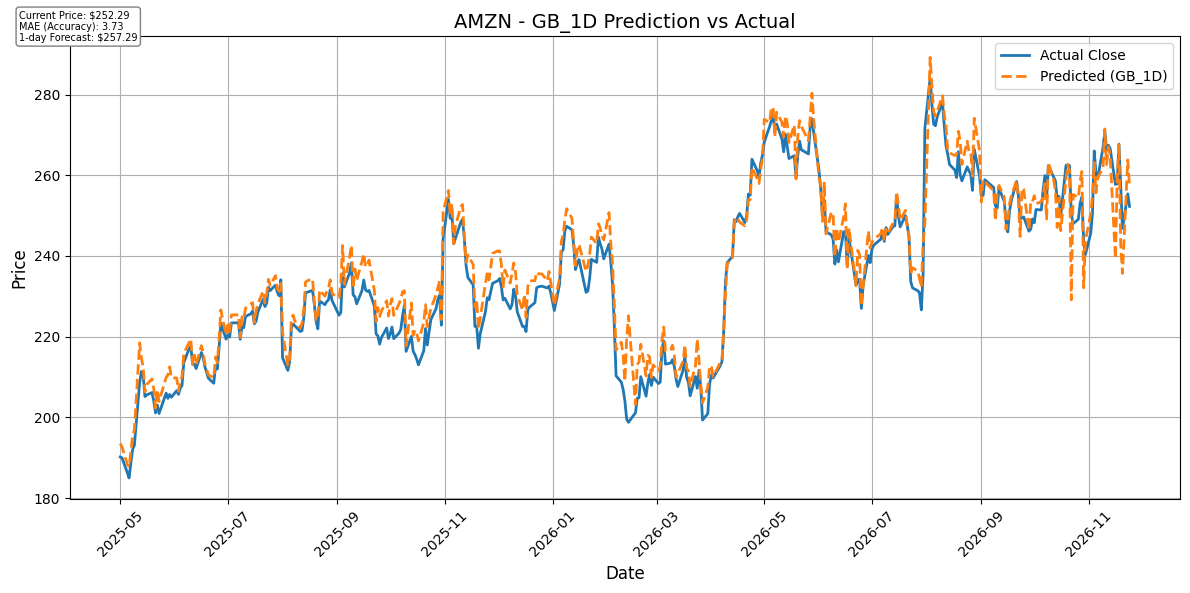 AMZN - GB_1D Prediction vs Actual
Current Price: $252.29
MAE (Accuracy): 3.73
1-day Forecast: $257.29
Actual Close
Predicted (GB_1D)
Price
280
260
240
220
200
180
2025-05
2025-07
2025-09
2025-11
2026-01
2026-03
2026-05
2026-07
2026-09
2026-11
Date